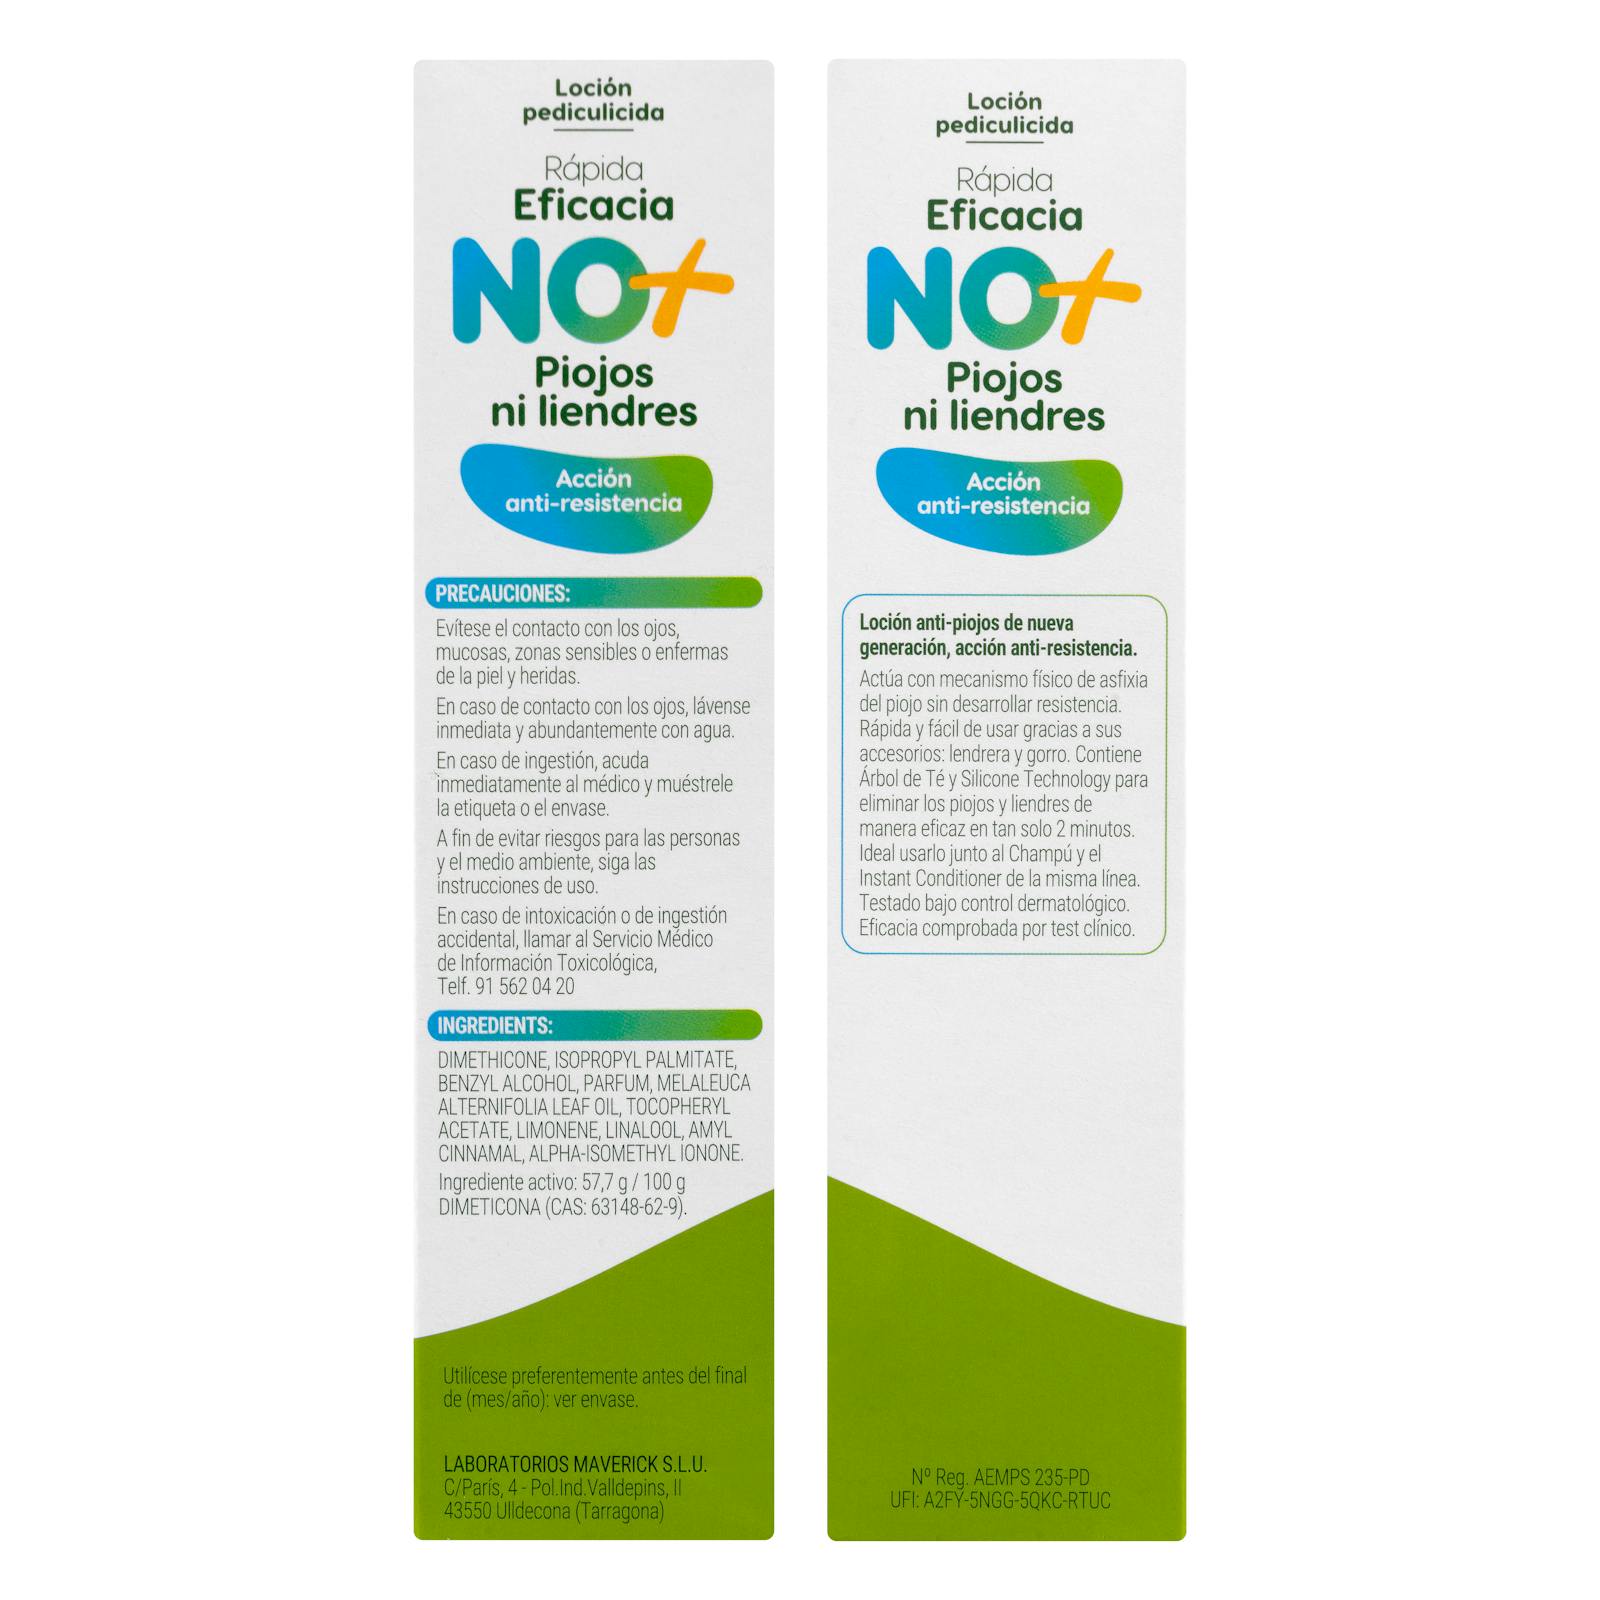 Loción
pediculicida
Rápida
Eficacia
NO+
Piojos
ni liendres
Acción
anti-resistencia
PRECAUCIONES:
Evítese el contacto con los ojos,
mucosas, zonas sensibles o enfermas
de la piel y heridas.
En caso de contacto con los ojos, lávense
inmediata y abundantemente con agua.
En caso de ingestión, acuda
inmediatamente al médico y muéstrele
la etiqueta o el envase.
A fin de evitar riesgos para las personas
y el medio ambiente, siga las
instrucciones de uso.
En caso de intoxicación o de ingestión
accidental, llamar al Servicio Médico
de Información Toxicológica,
Telf. 91 562 04 20
INGREDIENTS:
DIMETHICONE, ISOPROPYL PALMITATE,
BENZYL ALCOHOL, PARFUM, MELALEUCA
ALTERNIFOLIA LEAF OIL, TOCOPHERYL
ACETATE, LIMONENE, LINALOOL, AMYL
CINNAMAL, ALPHA-ISOMETHYL IONONE.
Ingrediente activo: 57,7 g / 100 g
DIMETICONA (CAS: 63148-62-9).
Utilícese preferentemente antes del final
de (mes/año): ver envase.
LABORATORIOS MAVERICK S.L.U.
C/París, 4 - Pol.Ind.Valldepins, II
43550 Ulldecona (Tarragona)
Loción
pediculicida
Rápida
Eficacia
NO+
Piojos
ni liendres
Acción
anti-resistencia
Loción anti-piojos de nueva
generación, acción anti-resistencia.
Actúa con mecanismo físico de asfixia
del piojo sin desarrollar resistencia.
Rápida y fácil de usar gracias a sus
accesorios: lendrera y gorro. Contiene
Árbol de Té y Silicone Technology para
eliminar los piojos y liendres de
manera eficaz en tan solo 2 minutos.
Ideal usarlo junto al Champú y el
Instant Conditioner de la misma línea.
Testado bajo control dermatológico.
Eficacia comprobada por test clínico.
Nº Reg. AEMPS 235-PD
UFI: A2FY-5NGG-5QKC-RTUC